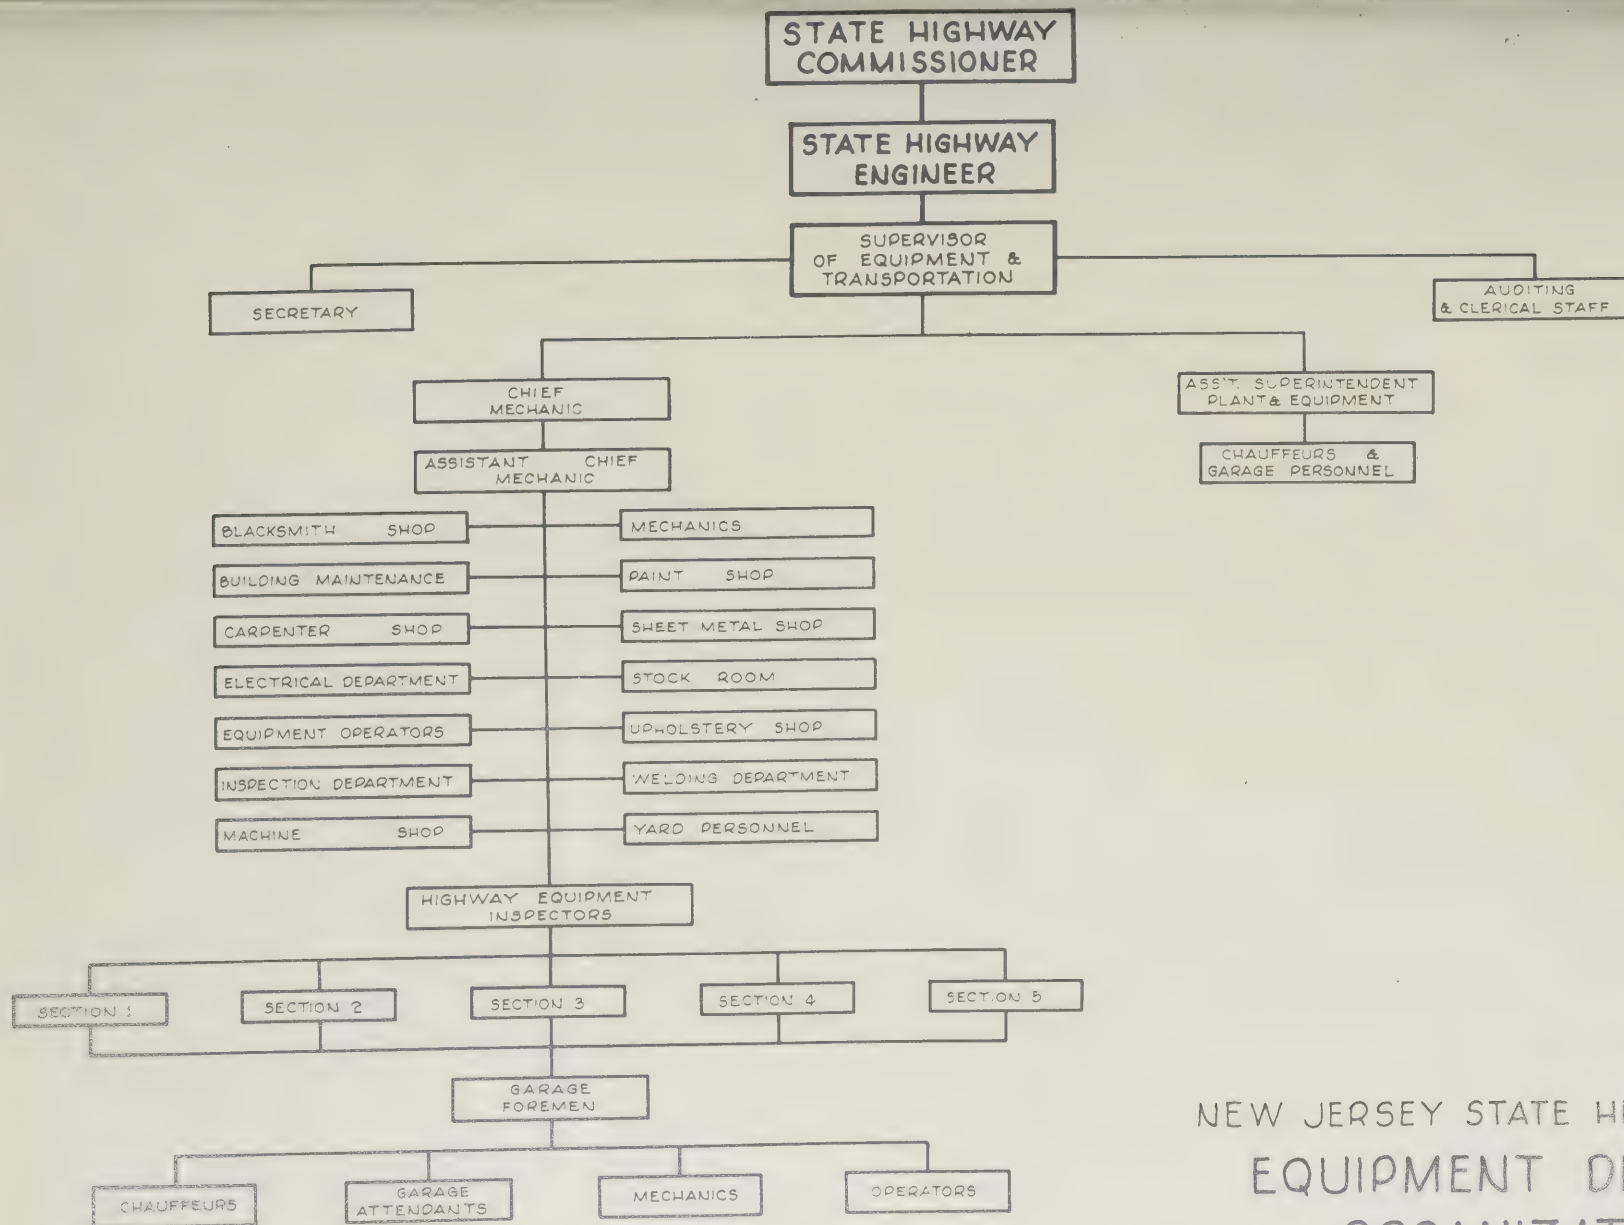 STATE HIGHWAY
COMMISSIONER
STATE HIGHWAY
ENGINEER
SUPERVISOR
OF EQUIPMENT &
TRANSPORTATION
SECRETARY
AUDITING
& CLERICAL STAFF
CHIEF
MECHANIC
ASS'T. SUPERINTENDENT
PLANT & EQUIPMENT
ASSISTANT CHIEF
MECHANIC
CHAUFFEURS &
GARAGE PERSONNEL
BLACKSMITH SHOP
MECHANICS
BUILDING MAINTENANCE
PAINT SHOP
CARPENTER SHOP
SHEET METAL SHOP
ELECTRICAL DEPARTMENT
STOCK ROOM
EQUIPMENT OPERATORS
UPHOLSTERY SHOP
INSPECTION DEPARTMENT
WELDING DEPARTMENT
MACHINE SHOP
YARD PERSONNEL
HIGHWAY EQUIPMENT
INSPECTORS
SECTION 1
SECTION 2
SECTION 3
SECTION 4
SECTION 5
GARAGE
FOREMEN
CHAUFFEURS
GARAGE
ATTENDANTS
MECHANICS
OPERATORS
NEW JERSEY STATE
EQUIPMENT